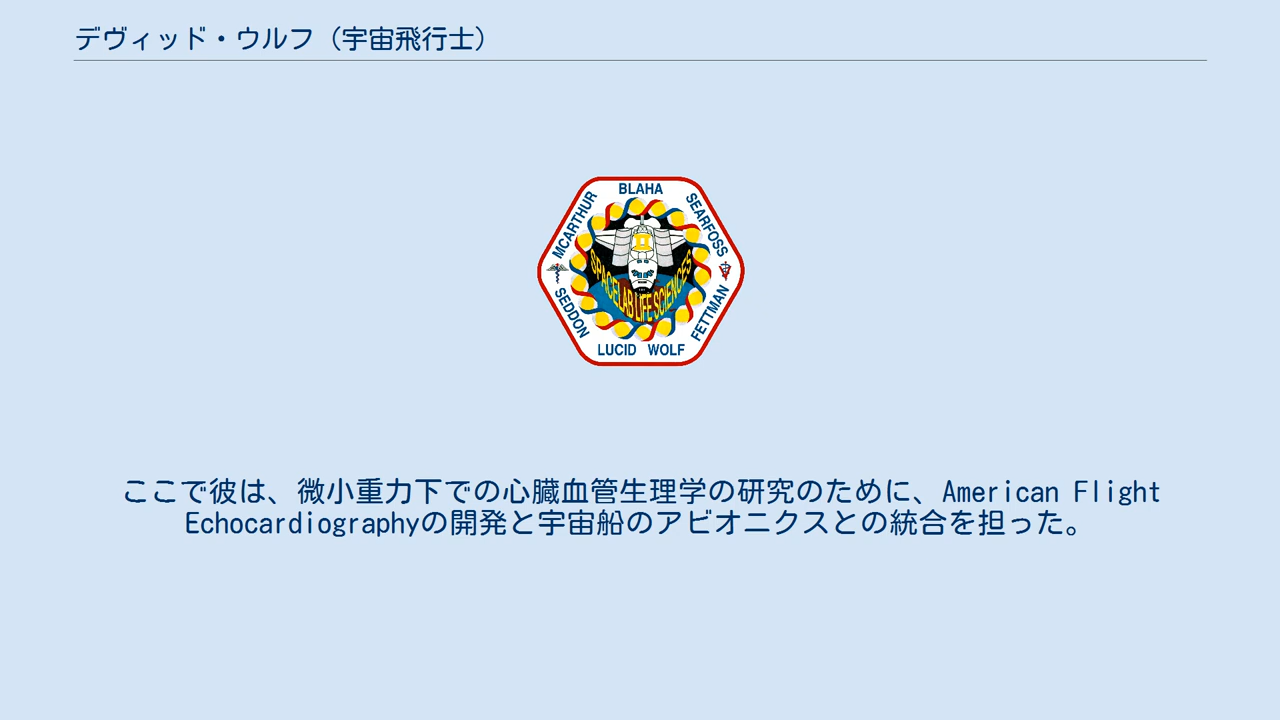 デヴィッド・ウルフ（宇宙飛行士）
BLAHA
MCARTHUR
SEARFOSS
SPACELAB LIFE SCIENCES
SEDDON
FETTMAN
LUCID WOLF
ここで彼は、微小重力下での心臓血管生理学の研究のために、American Flight
Echocardiographyの開発と宇宙船のアビオニクスとの統合を担った。